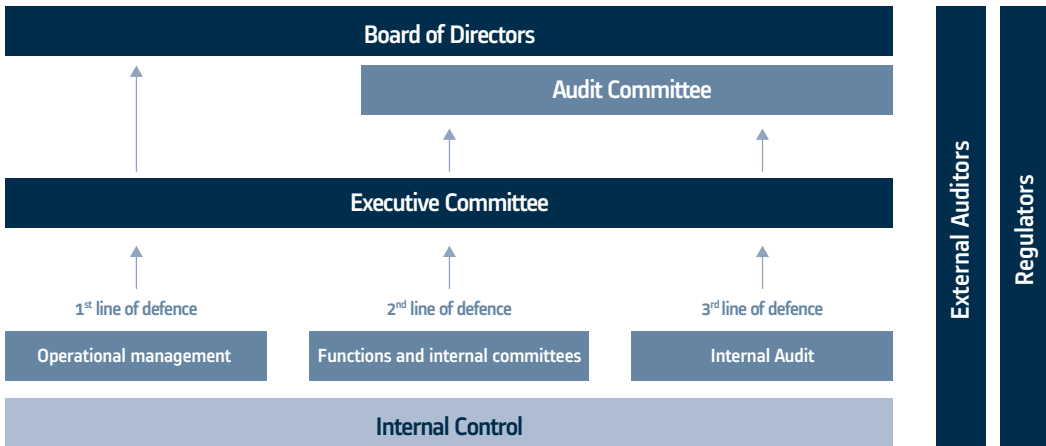 Board of Directors
Audit Committee
Executive Committee
1st line of defence
2nd line of defence
3rd line of defence
Operational management
Functions and internal committees
Internal Audit
Internal Control
External Auditors
Regulators